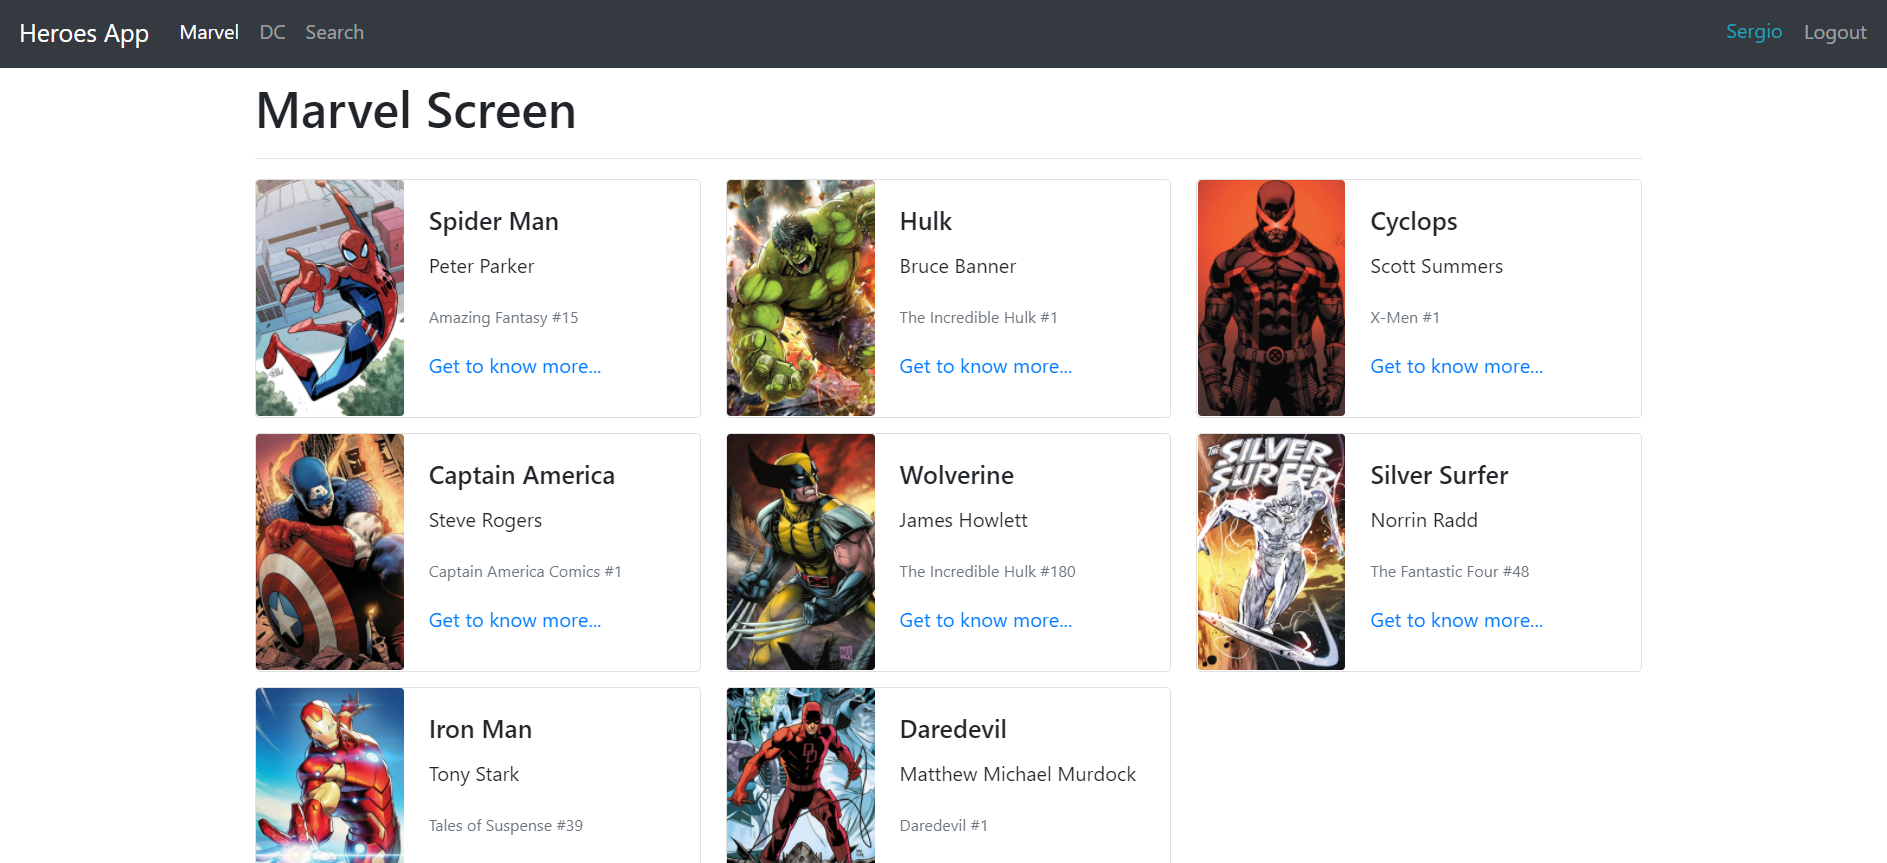 Heroes App Marvel DC Search Sergio Logout
Marvel Screen
Spider Man
Peter Parker
Amazing Fantasy #15
Get to know more...
Hulk
Bruce Banner
The Incredible Hulk #1
Get to know more...
Cyclops
Scott Summers
X-Men #1
Get to know more...
Captain America
Steve Rogers
Captain America Comics #1
Get to know more...
Wolverine
James Howlett
The Incredible Hulk #180
Get to know more...
THE SILVER
SURFER
Silver Surfer
Norrin Radd
The Fantastic Four #48
Get to know more...
Iron Man
Tony Stark
Tales of Suspense #39
DD
Daredevil
Matthew Michael Murdock
Daredevil #1